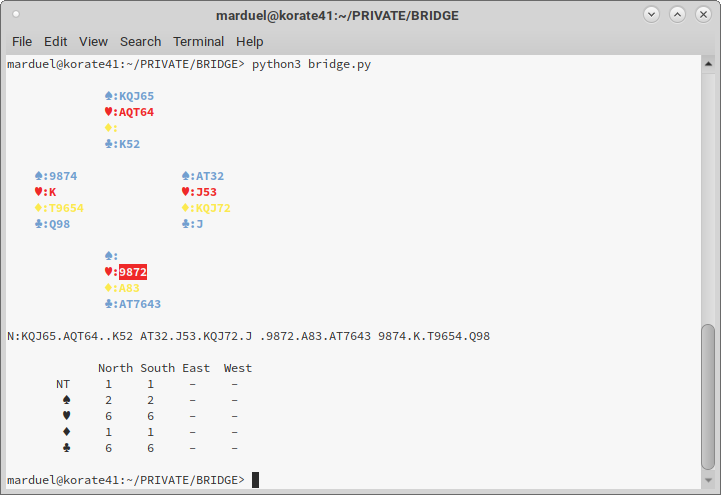 marduel@korate41:~/PRIVATE/BRIDGE
File Edit View Search Terminal Help
marduel@korate41:~/PRIVATE/BRIDGE> python3 bridge.py
♠:KQJ65
♥:AQT64
♦:
♣:K52
♠:9874 ♠:AT32
♥:K ♥:J53
♦:T9654 ♦:KQJ72
♣:Q98 ♣:J
♠:
♥:9872
♦:A83
♣:AT7643
N:KQJ65.AQT64..K52 AT32.J53.KQJ72.J .9872.A83.AT7643 9874.K.T9654.Q98
North South East West
NT 1 1 - -
♠ 2 2 - -
♥ 6 6 - -
♦ 1 1 - -
♣ 6 6 - -
marduel@korate41:~/PRIVATE/BRIDGE>